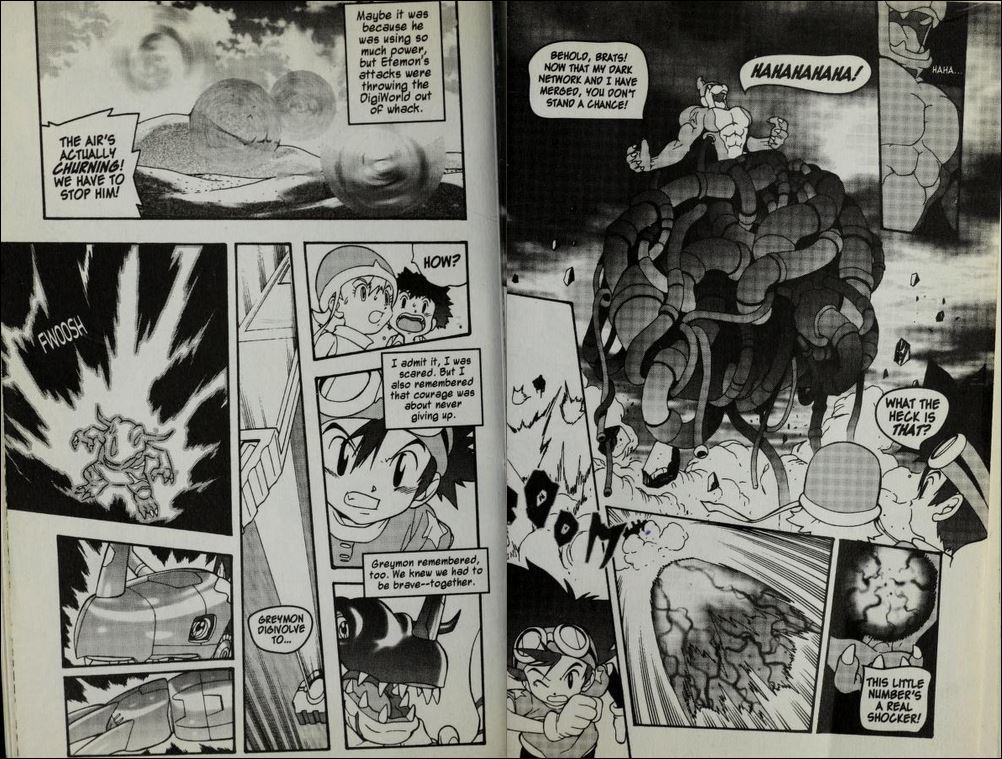 HAHA...
HAHAHAHAHA!
BEHOLD, BRATS!
NOW THAT MY DARK
NETWORK AND I HAVE
MERGED, YOU DON'T
STAND A CHANCE!
WHAT THE
HECK IS
THAT?
THIS LITTLE
NUMBER'S
A REAL
SHOCKER!
OOM
Maybe it was
because he
was using so
much power,
but Etemon's
attacks were
throwing the
DigiWorld out
of whack.
THE AIR'S
ACTUALLY
CHURNING!
WE HAVE TO
STOP HIM!
HOW?
I admit it, I was
scared. But I
also remembered
that courage was
about never
giving up.
Greymon remembered,
too. We knew we had to
be brave--together.
GREYMON
DIGIVOLVE
TO...
FWOOSH